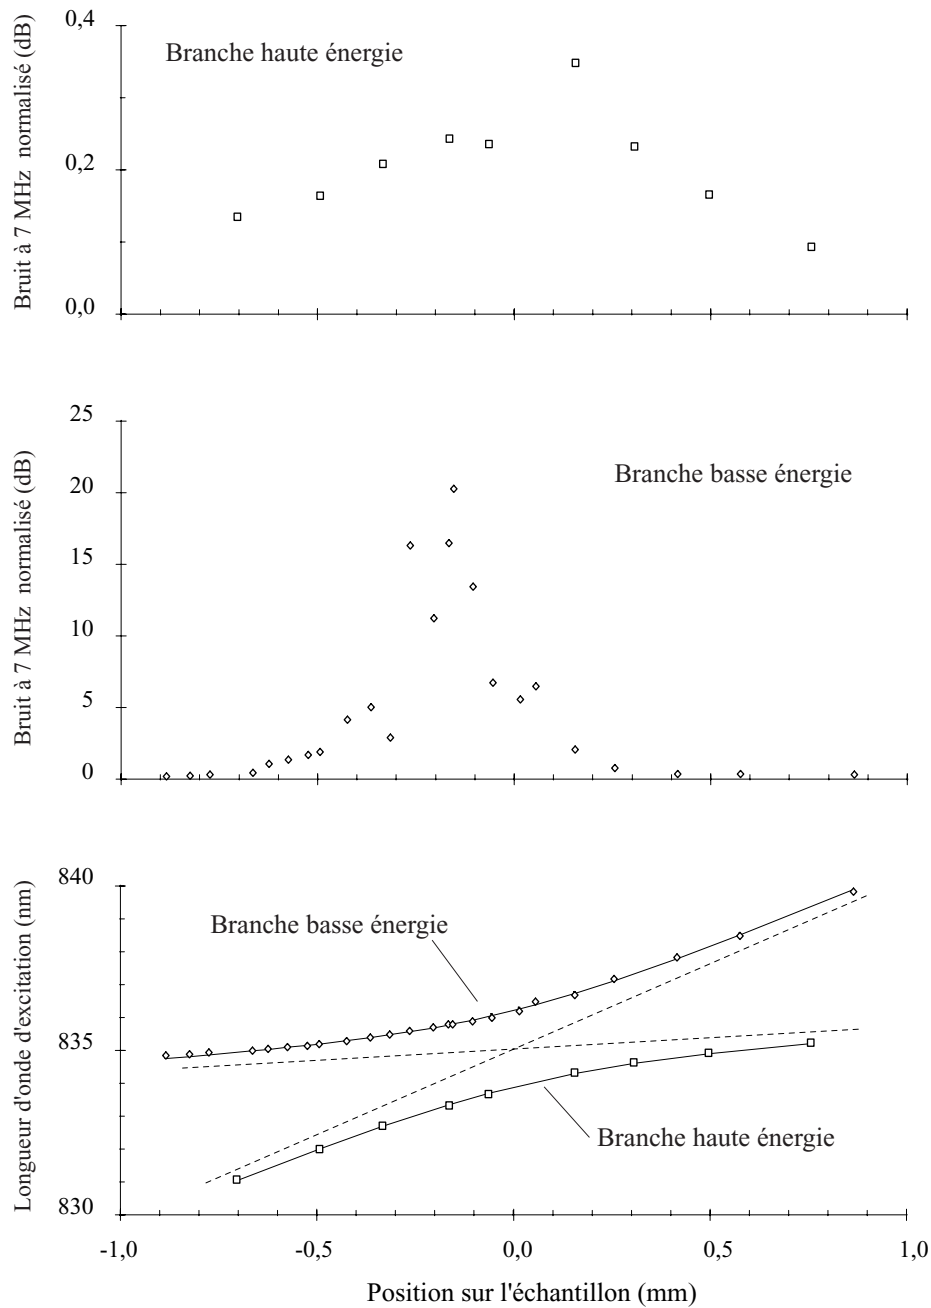 Bruit à 7 MHz normalisé (dB)
0,4
0,2
0,0
Branche haute énergie
Bruit à 7 MHz normalisé (dB)
25
20
15
10
5
0
Branche basse énergie
Longueur d'onde d'excitation (nm)
840
835
830
Branche basse énergie
Branche haute énergie
-1,0 -0,5 0,0 0,5 1,0
Position sur l'échantillon (mm)